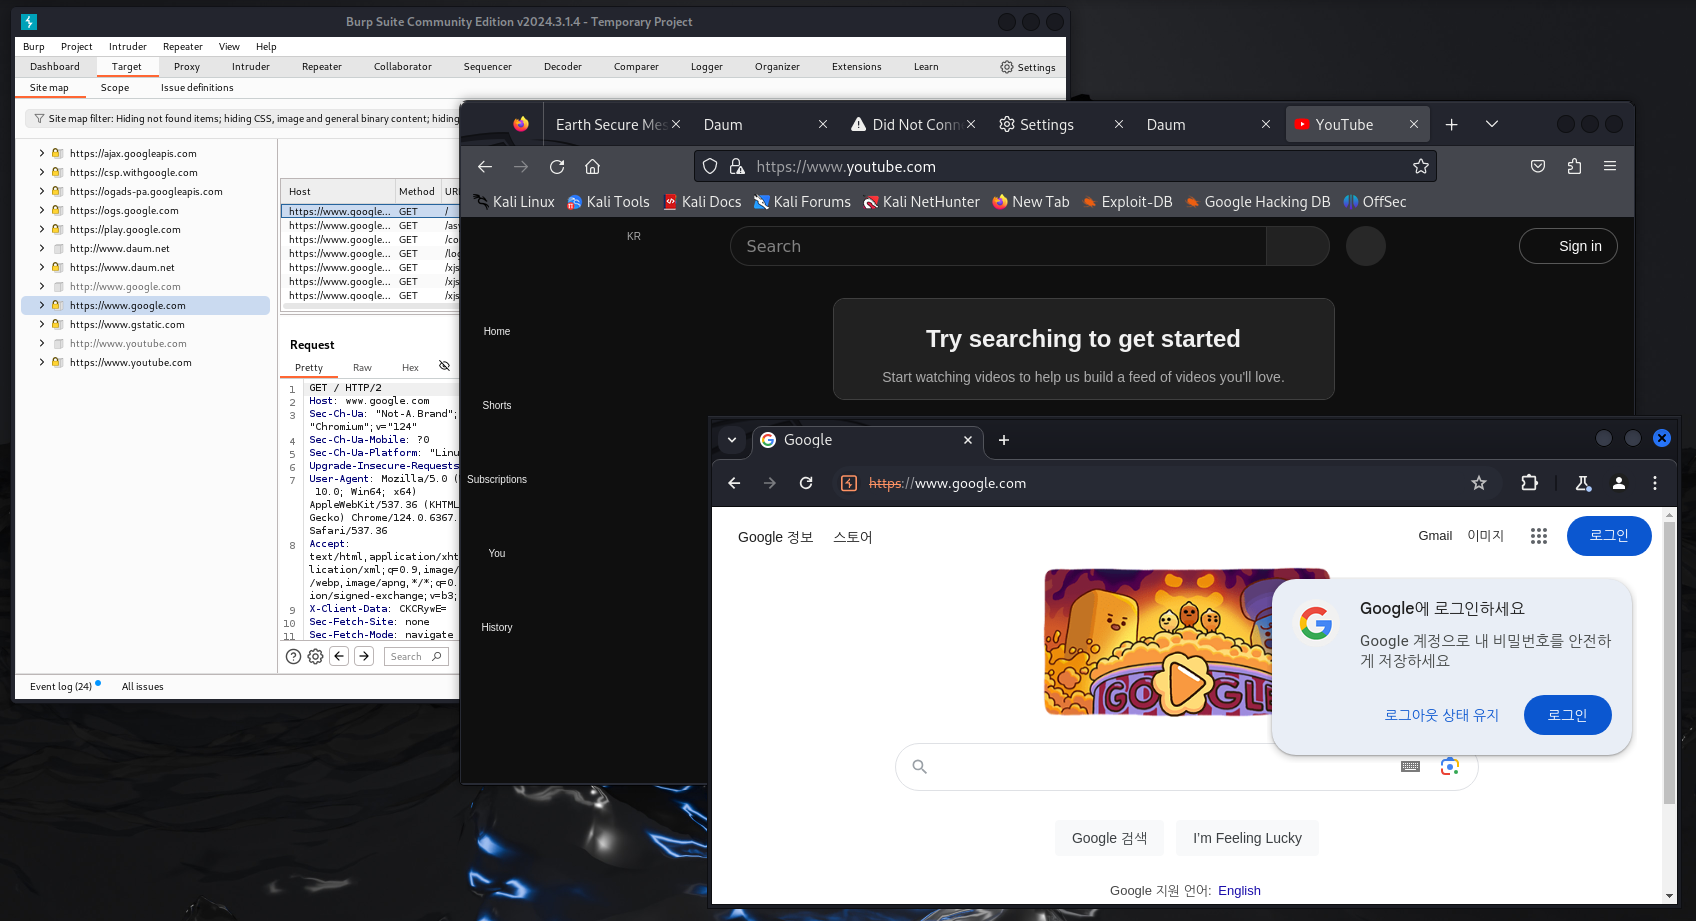 Burp Suite Community Edition v2024.3.1.4 - Temporary Project
Burp Project Intruder Repeater View Help
Dashboard Target Proxy Intruder Repeater Collaborator Sequencer Decoder Comparer Logger Organizer Extensions Learn Settings
Site map Scope Issue definitions
Site map filter: Hiding not found items; hiding CSS, image and general binary content; hiding
https://ajax.googleapis.com
https://csp.withgoogle.com
https://ogads-pa.googleapis.com
https://ogs.google.com
https://play.google.com
http://www.daum.net
https://www.daum.net
http://www.google.com
https://www.google.com
https://www.gstatic.com
http://www.youtube.com
https://www.youtube.com
Host Method UR
https://www.google... GET /
https://www.google... GET /as
https://www.google... GET /co
https://www.google... GET /log
https://www.google... GET /xjs
https://www.google... GET /xjs
https://www.google... GET /xjs
Request
Pretty Raw Hex
1 GET / HTTP/2
2 Host: www.google.com
3 Sec-Ch-Ua: "Not-A.Brand";
"Chromium";v="124"
4 Sec-Ch-Ua-Mobile: ?0
5 Sec-Ch-Ua-Platform: "Linu
6 Upgrade-Insecure-Requests
7 User-Agent: Mozilla/5.0 (
10.0; Win64; x64)
AppleWebKit/537.36 (KHTML
Gecko) Chrome/124.0.6367.
Safari/537.36
8 Accept:
text/html,application/xht
lication/xml;q=0.9,image/
/webp,image/apng,*/*;q=0.
ion/signed-exchange;v=b3;
9 X-Client-Data: CKCRywE=
10 Sec-Fetch-Site: none
11 Sec-Fetch-Mode: navigate
Search
Event log (24) All issues
Earth Secure Mes Daum Did Not Conn Settings Daum YouTube
https://www.youtube.com
Kali Linux Kali Tools Kali Docs Kali Forums Kali NetHunter New Tab Exploit-DB Google Hacking DB OffSec
KR
Search
Sign in
Home
Shorts
Subscriptions
You
History
Try searching to get started
Start watching videos to help us build a feed of videos you'll love.
Google
https://www.google.com
Google 정보 스토어
Gmail 이미지
로그인
GOOGLE
Google에 로그인하세요
Google 계정으로 내 비밀번호를 안전하
게 저장하세요
로그아웃 상태 유지 로그인
Google 검색 I'm Feeling Lucky
Google 지원 언어: English